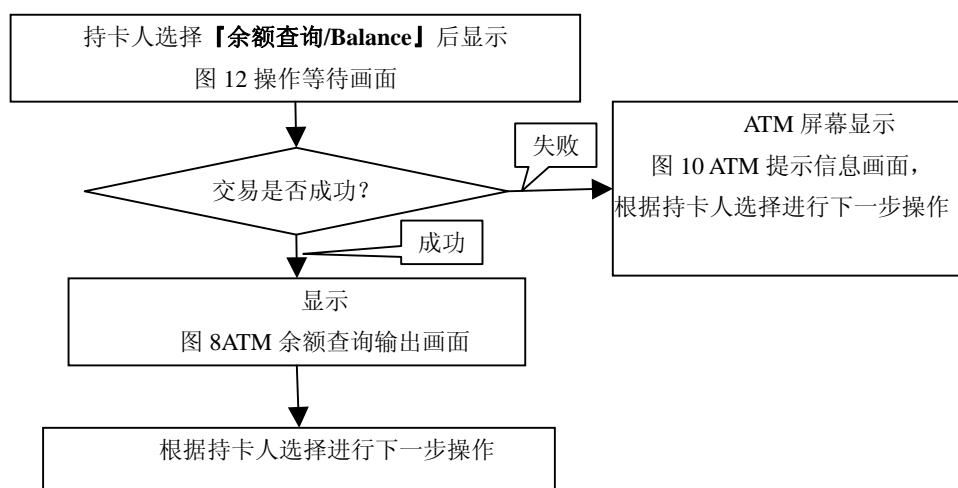 持卡人选择『余额查询/Balance』后显示
图 12 操作等待画面
失败
ATM 屏幕显示
图 10 ATM 提示信息画面，
根据持卡人选择进行下一步操作
交易是否成功？
成功
显示
图 8ATM 余额查询输出画面
根据持卡人选择进行下一步操作